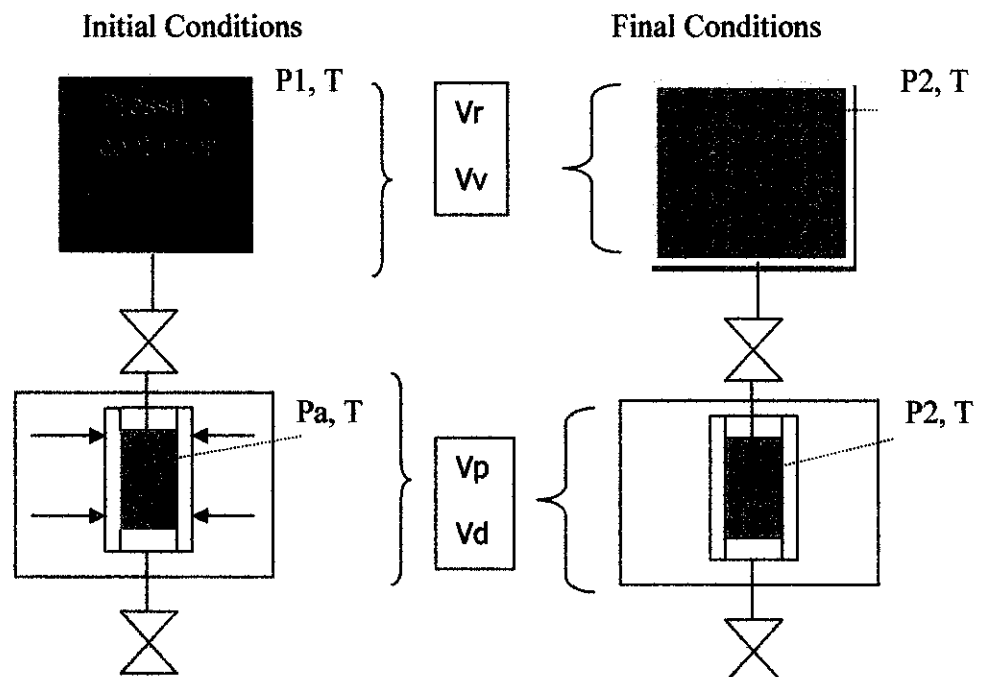 Initial Conditions
Final Conditions
P1, T
P2, T
Vr
Vv
Pa, T
P2, T
Vp
Vd